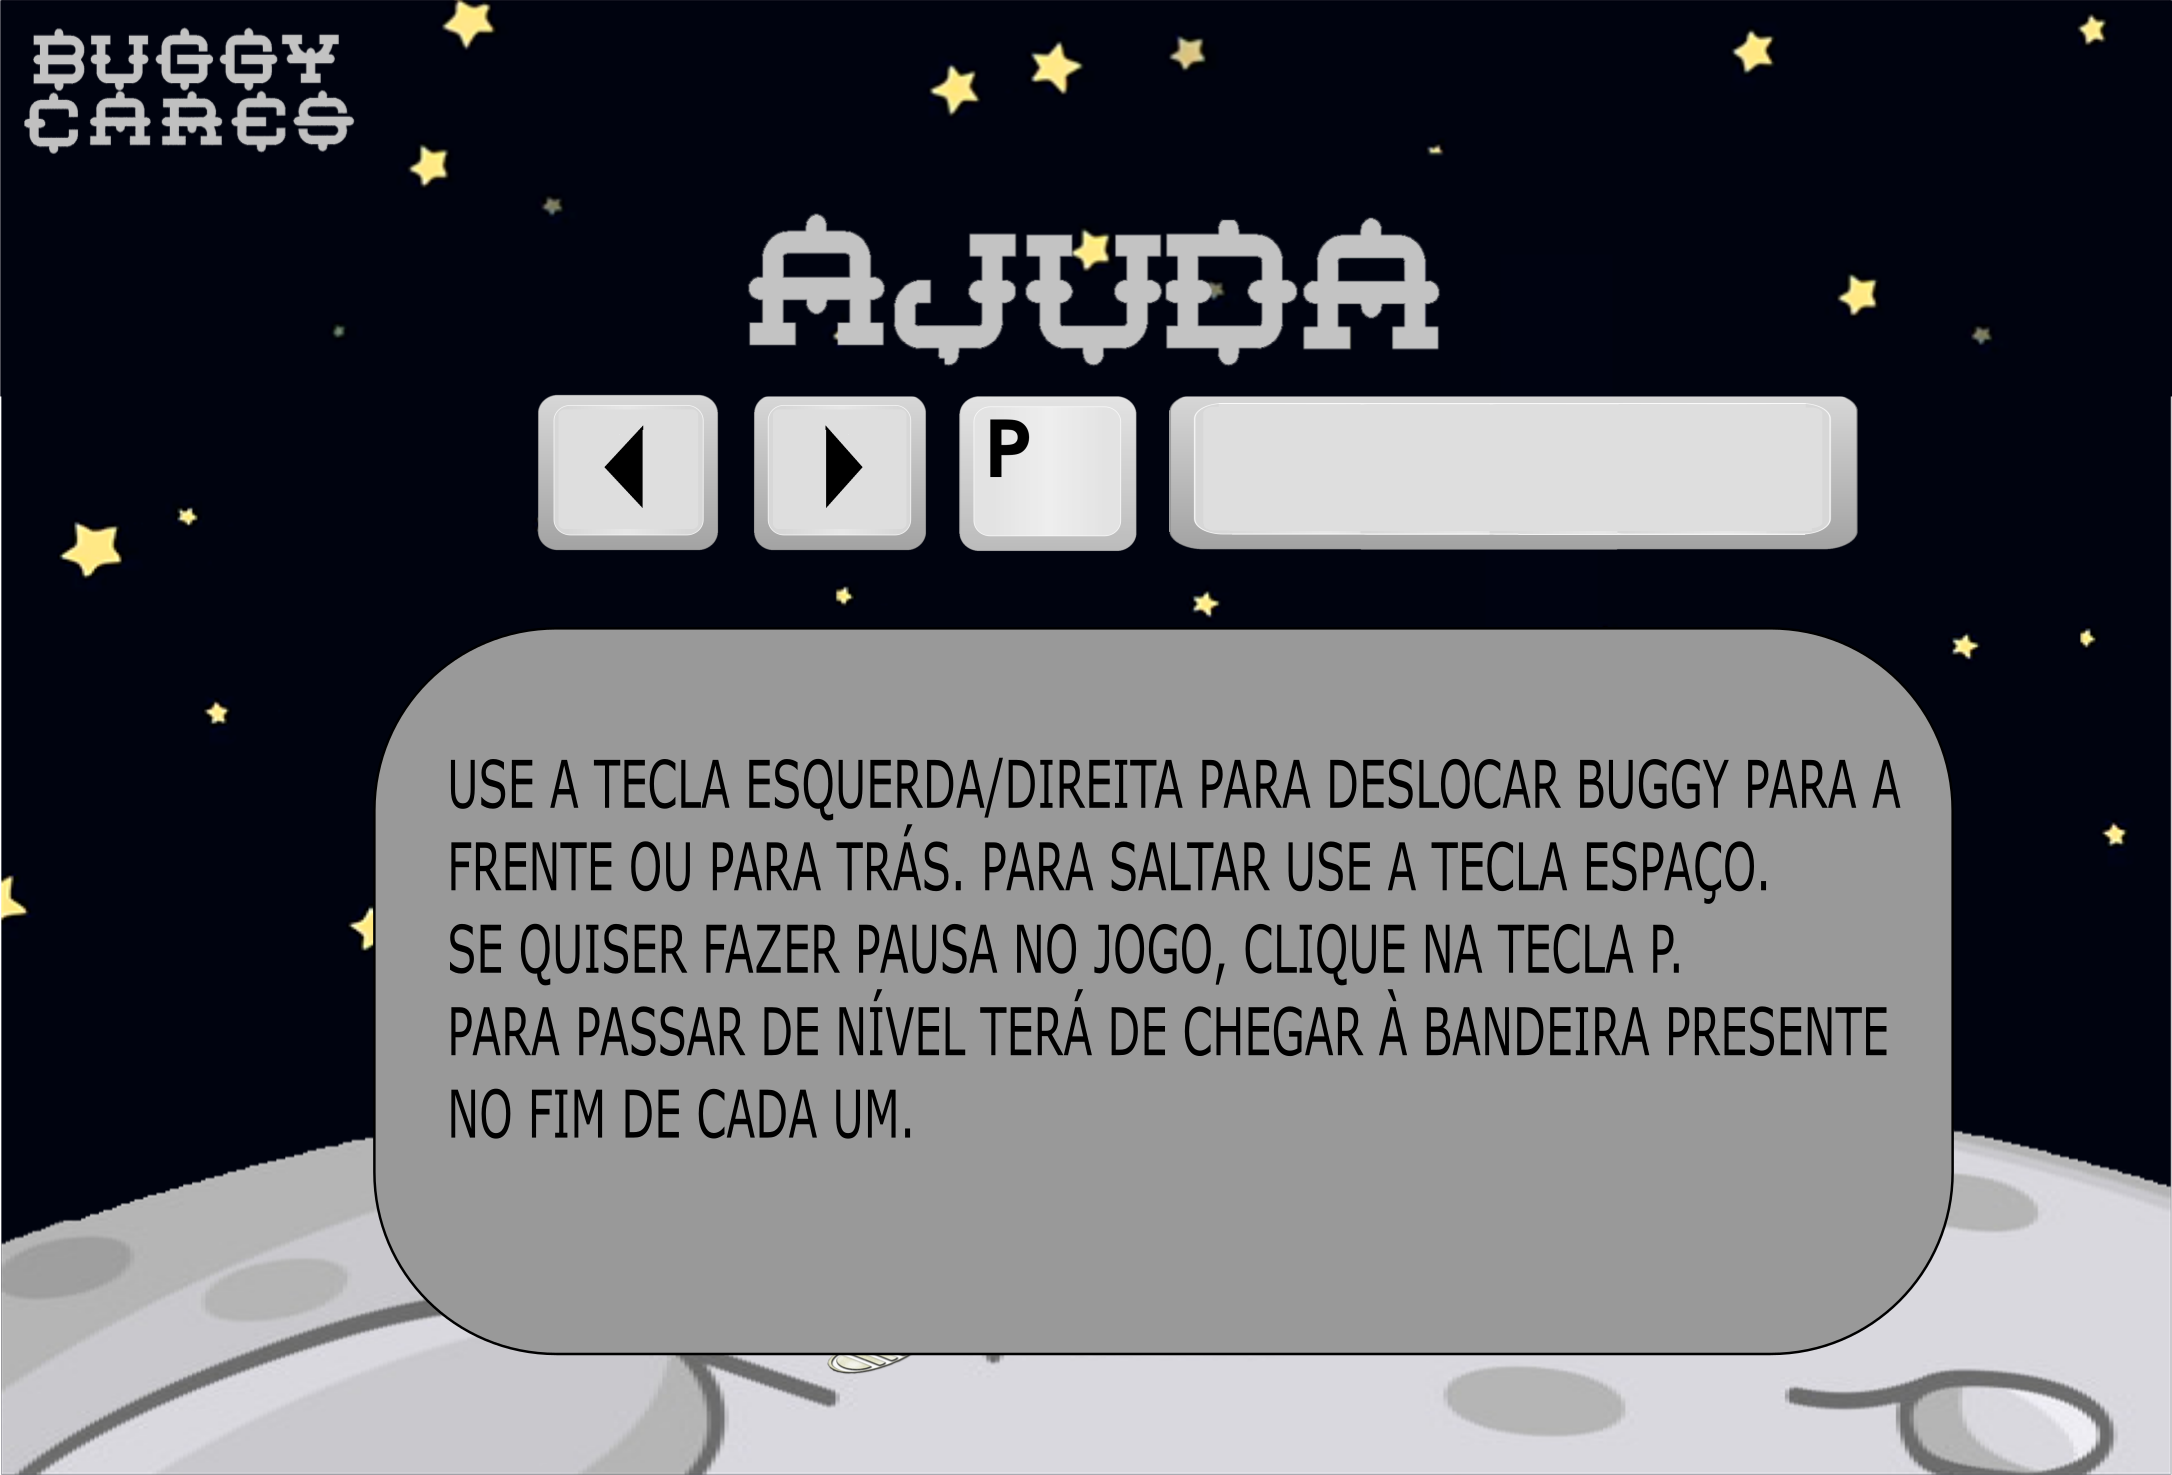 BUGGY
CARES
AJUDA
P
USE A TECLA ESQUERDA/DIREITA PARA DESLOCAR BUGGY PARA A
FRENTE OU PARA TRÁS. PARA SALTAR USE A TECLA ESPAÇO.
SE QUISER FAZER PAUSA NO JOGO, CLIQUE NA TECLA P.
PARA PASSAR DE NÍVEL TERÁ DE CHEGAR À BANDEIRA PRESENTE
NO FIM DE CADA UM.